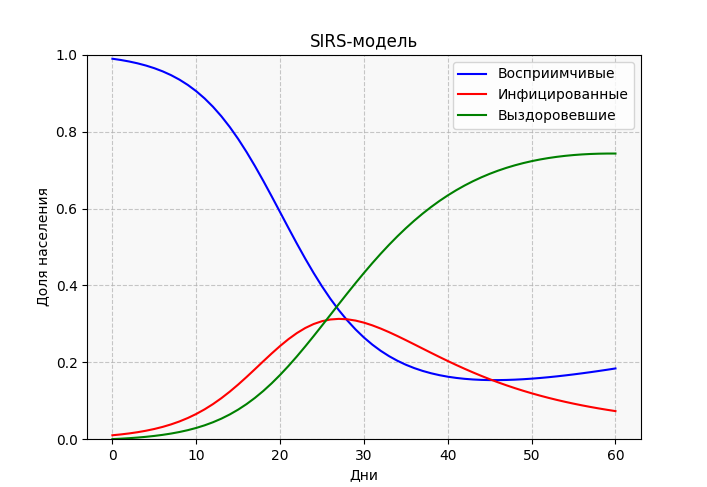 SIRS-модель
Восприимчивые
Инфицированные
Выздоровевшие
Доля населения
1.0
0.8
0.6
0.4
0.2
0.0
0 10 20 30 40 50 60
Дни